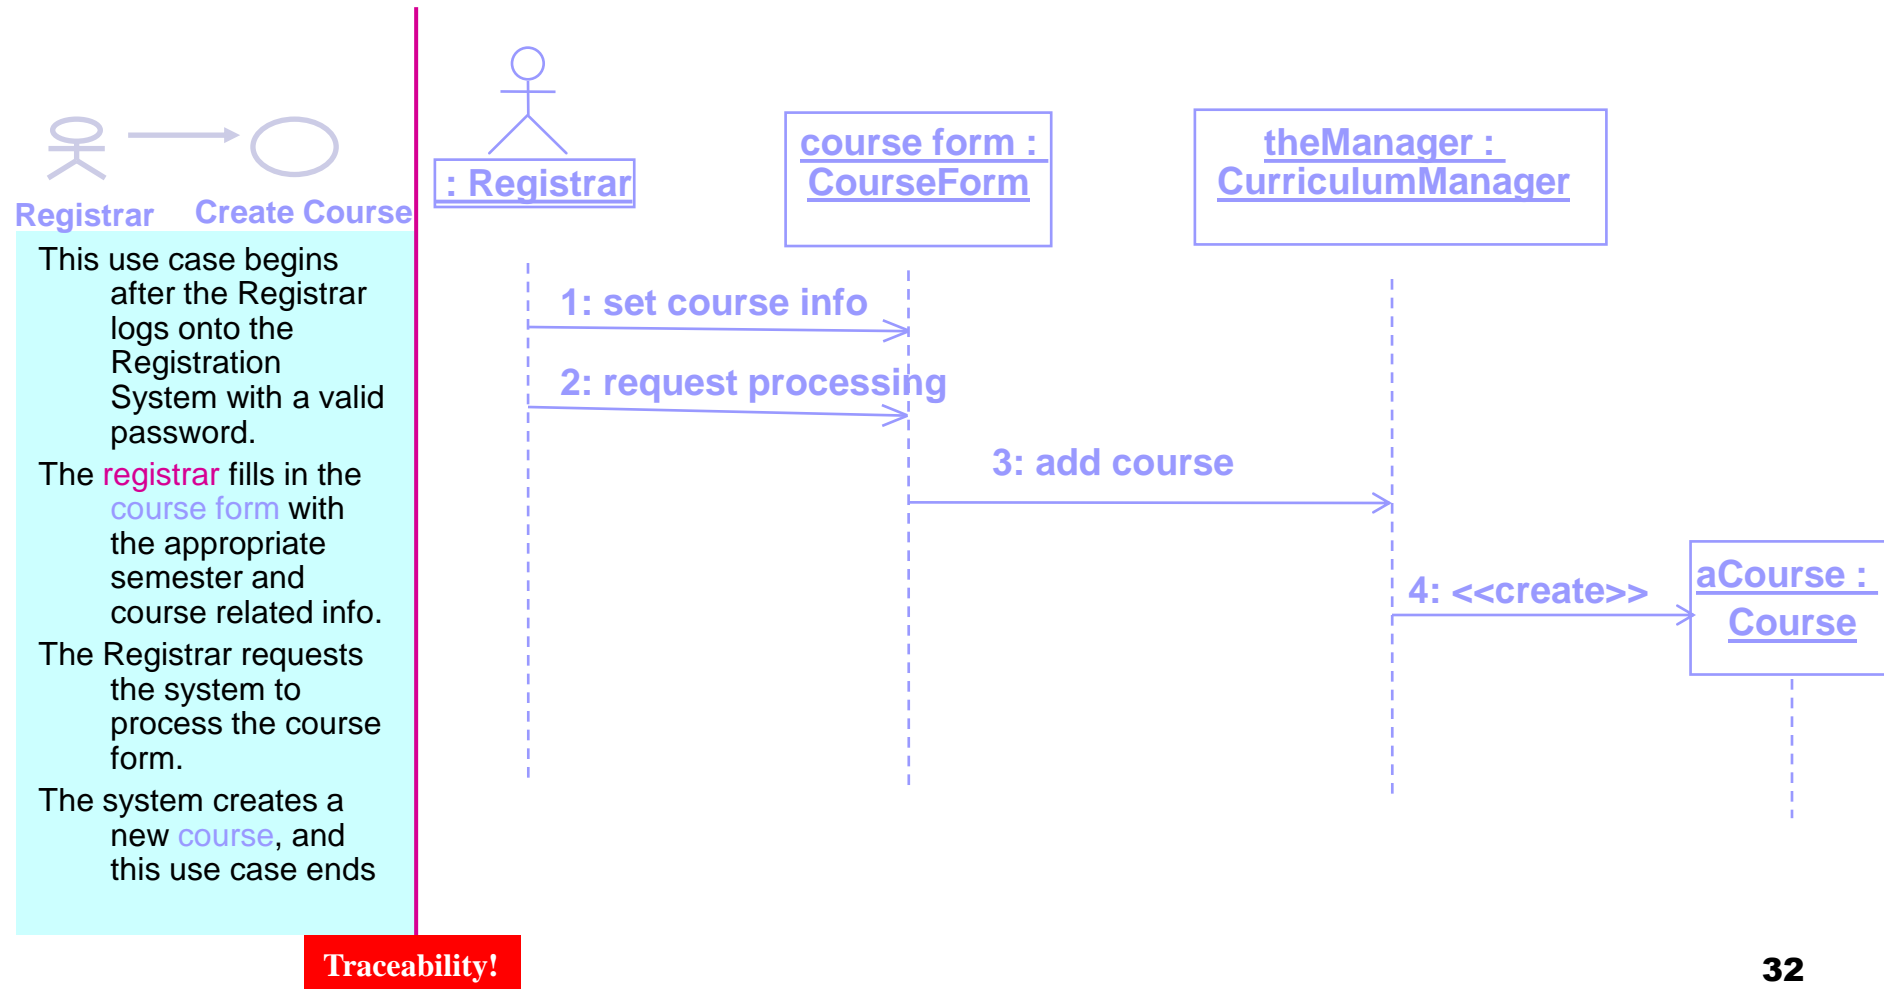 Registrar
Create Course
This use case begins
after the Registrar
logs onto the
Registration
System with a valid
password.
The registrar fills in the
course form with
the appropriate
semester and
course related info.
The Registrar requests
the system to
process the course
form.
The system creates a
new course, and
this use case ends
: Registrar
course form :
CourseForm
theManager :
CurriculumManager
1: set course info
2: request processing
3: add course
4: <<create>>
aCourse :
Course
Traceability!
32